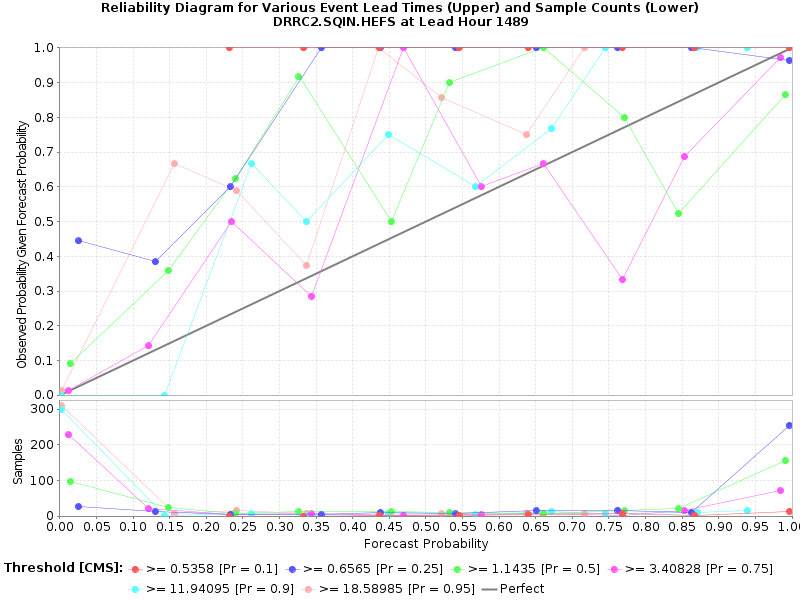 Reliability Diagram for Various Event Lead Times (Upper) and Sample Counts (Lower)
DRRC2.SQIN.HEFS at Lead Hour 1489
Observed Probability Given Forecast Probability
1.0
0.9
0.8
0.7
0.6
0.5
0.4
0.3
0.2
0.1
0.0
Samples
300
200
100
0
0.00 0.05 0.10 0.15 0.20 0.25 0.30 0.35 0.40 0.45 0.50 0.55 0.60 0.65 0.70 0.75 0.80 0.85 0.90 0.95 1.0
Forecast Probability
Threshold [CMS]: >= 0.5358 [Pr = 0.1] >= 0.6565 [Pr = 0.25] >= 1.1435 [Pr = 0.5] >= 3.40828 [Pr = 0.75]
>= 11.94095 [Pr = 0.9] >= 18.58985 [Pr = 0.95] Perfect